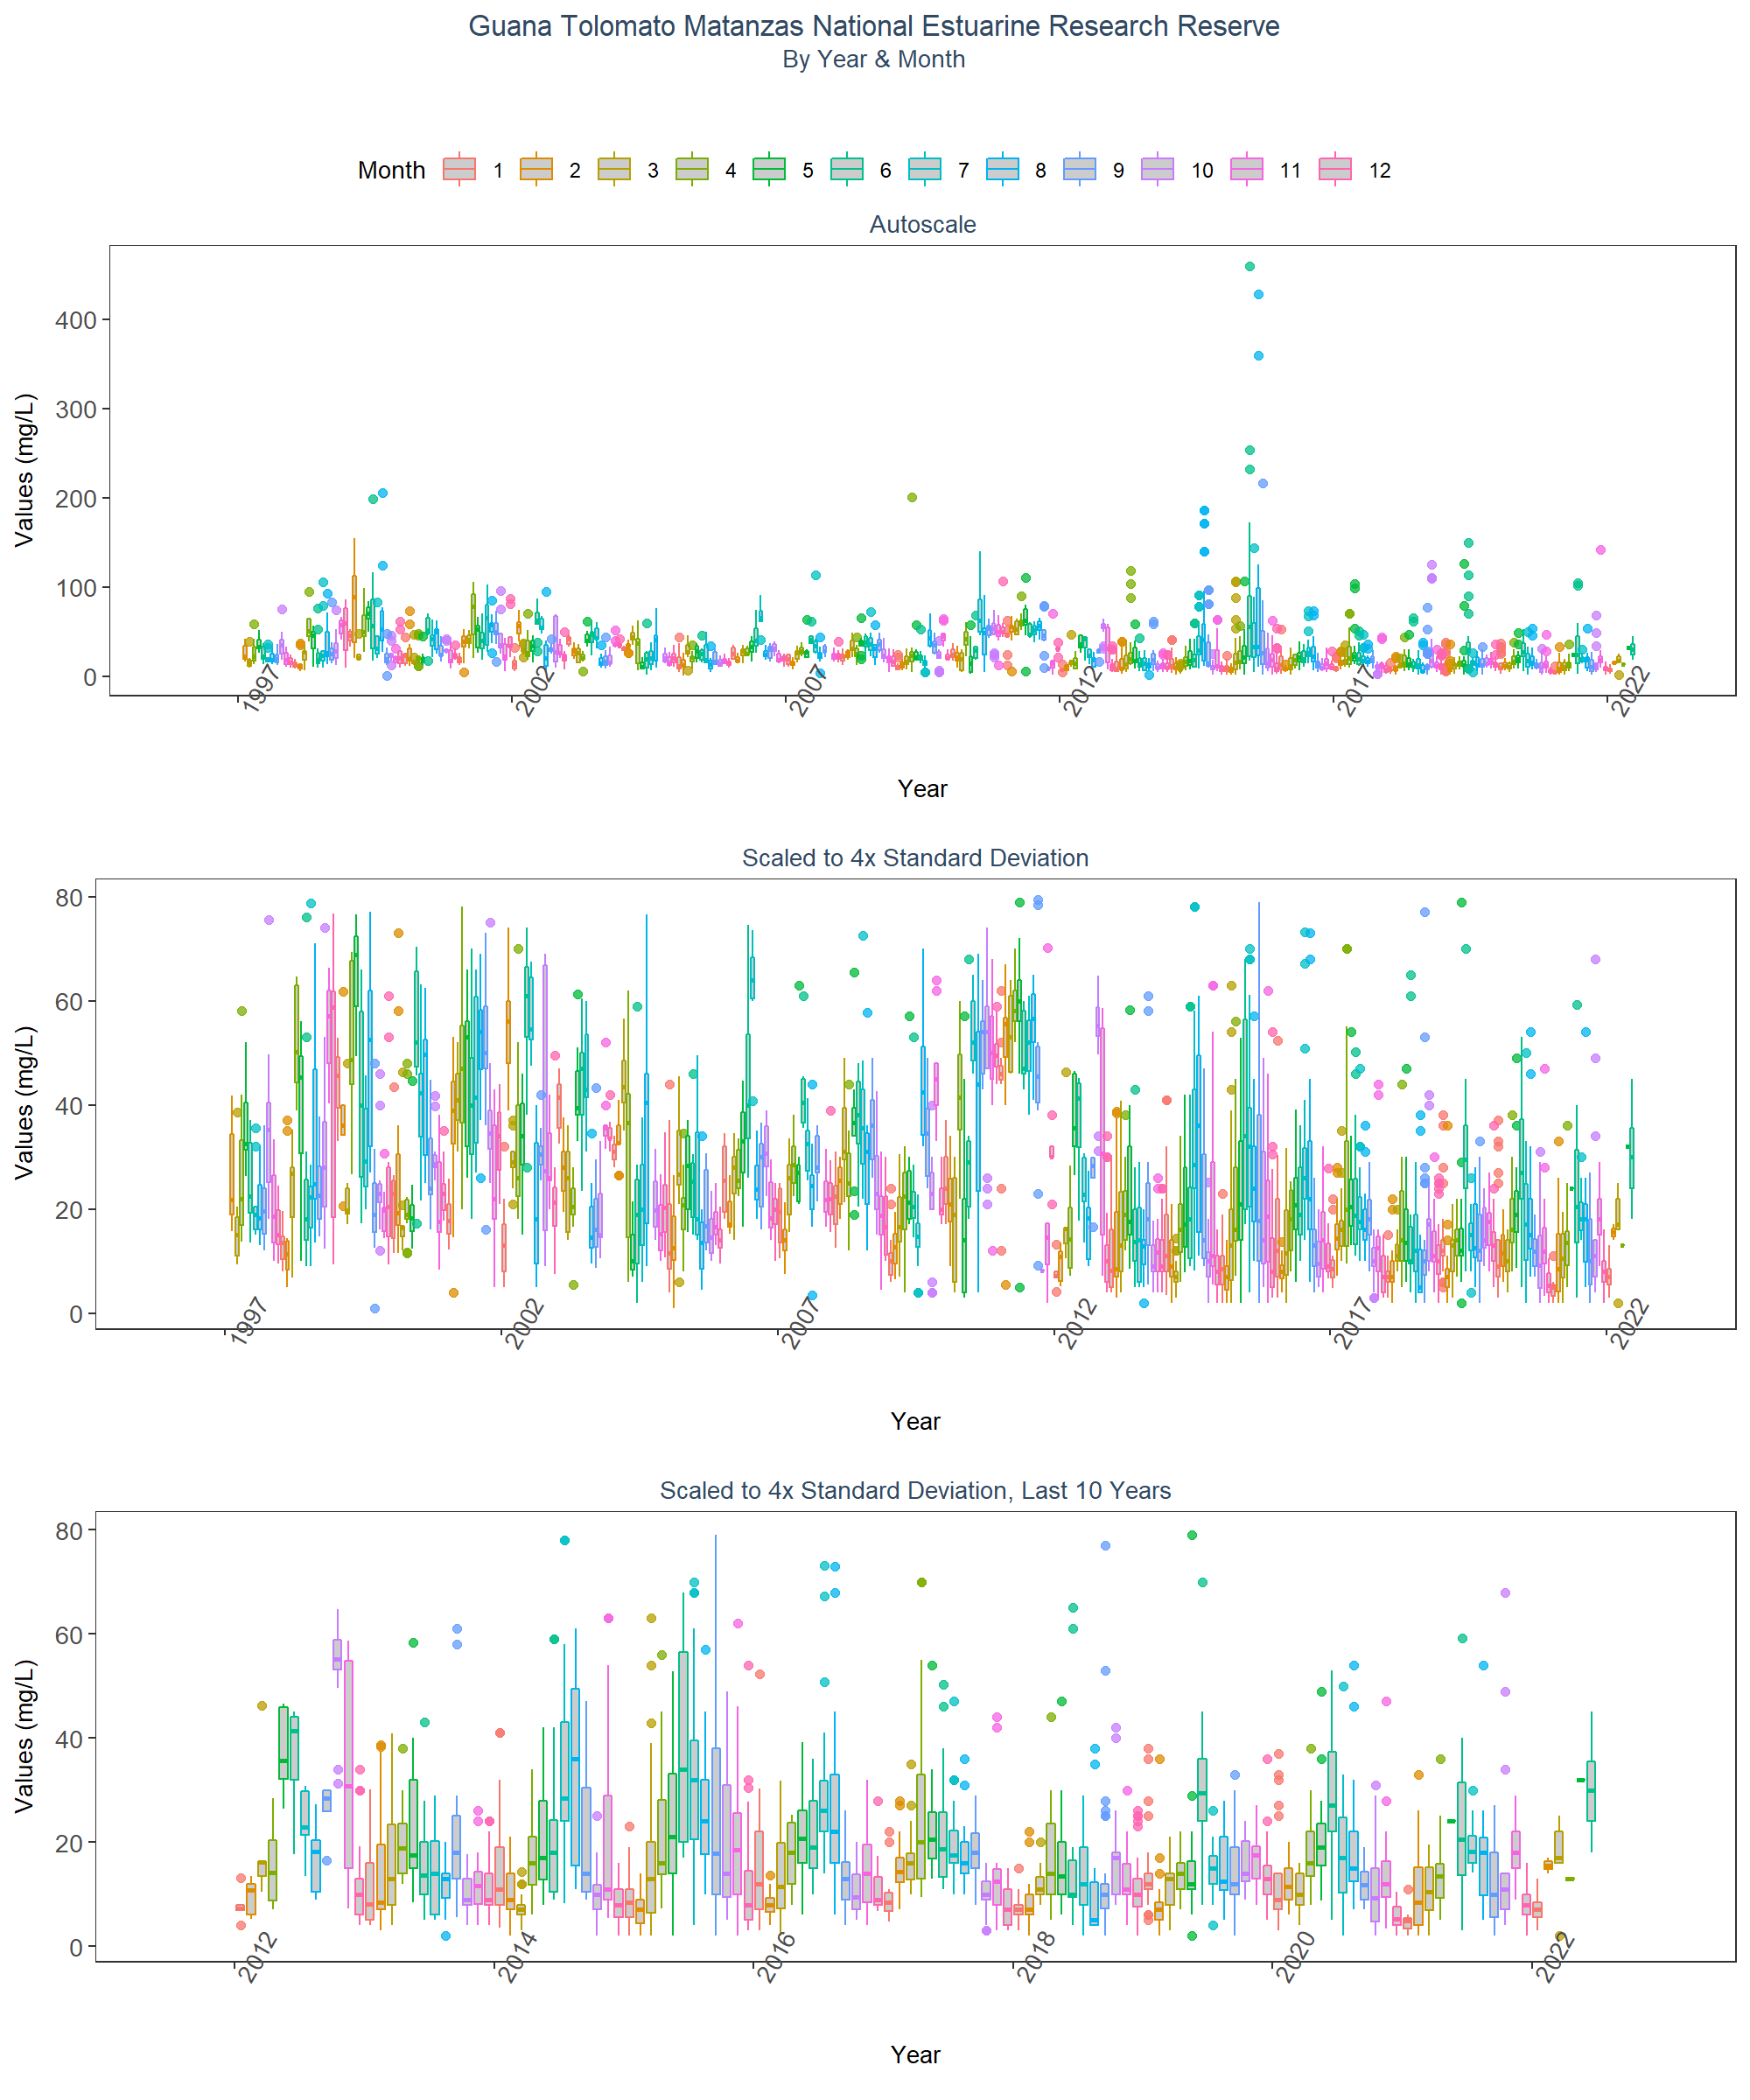 Guana Tolomato Matanzas National Estuarine Research Reserve
By Year & Month
Month 1 2 3 4 5 6 7 8 9 10 11 12
Autoscale
Values (mg/L)
400
300
200
100
0
1997 2002 2007 2012 2017 2022
Year
Scaled to 4x Standard Deviation
Values (mg/L)
80
60
40
20
0
1997 2002 2007 2012 2017 2022
Year
Scaled to 4x Standard Deviation, Last 10 Years
Values (mg/L)
80
60
40
20
0
2012 2014 2016 2018 2020 2022
Year